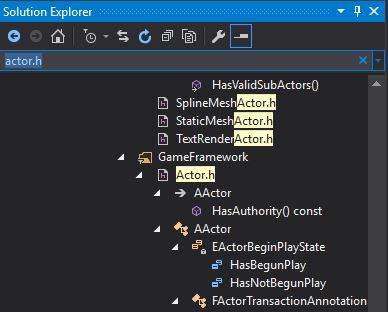 Solution Explorer
actor.h
HasValidSubActors()
SplineMeshActor.h
StaticMeshActor.h
TextRenderActor.h
GameFramework
Actor.h
AActor
HasAuthority() const
AActor
EActorBeginPlayState
HasBegunPlay
HasNotBegunPlay
FActorTransactionAnnotation